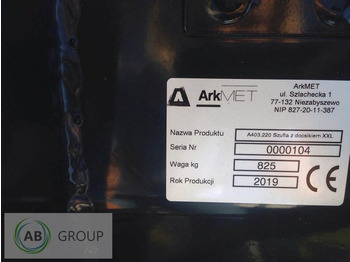 ArkMET
ArkMET
ul. Szlachecka 1
77-132 Niezabyszewo
NIP 827-20-11-387
Nazwa Produktu A403.220 Szufla z dociskiem XXL
Seria Nr 0000104
Waga kg 825
Rok Produkcji 2019 CE
AB GROUP